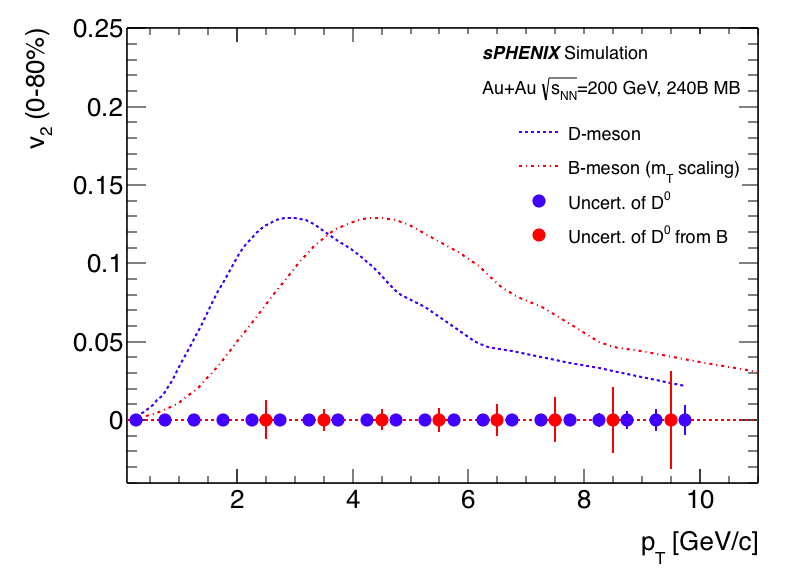 0.25
0.2
0.15
0.1
0.05
0
v2 (0-80%)
sPHENIX Simulation
Au+Au √sNN=200 GeV, 240B MB
D-meson
B-meson (mT scaling)
Uncert. of D0
Uncert. of D0 from B
2 4 6 8 10
pT [GeV/c]